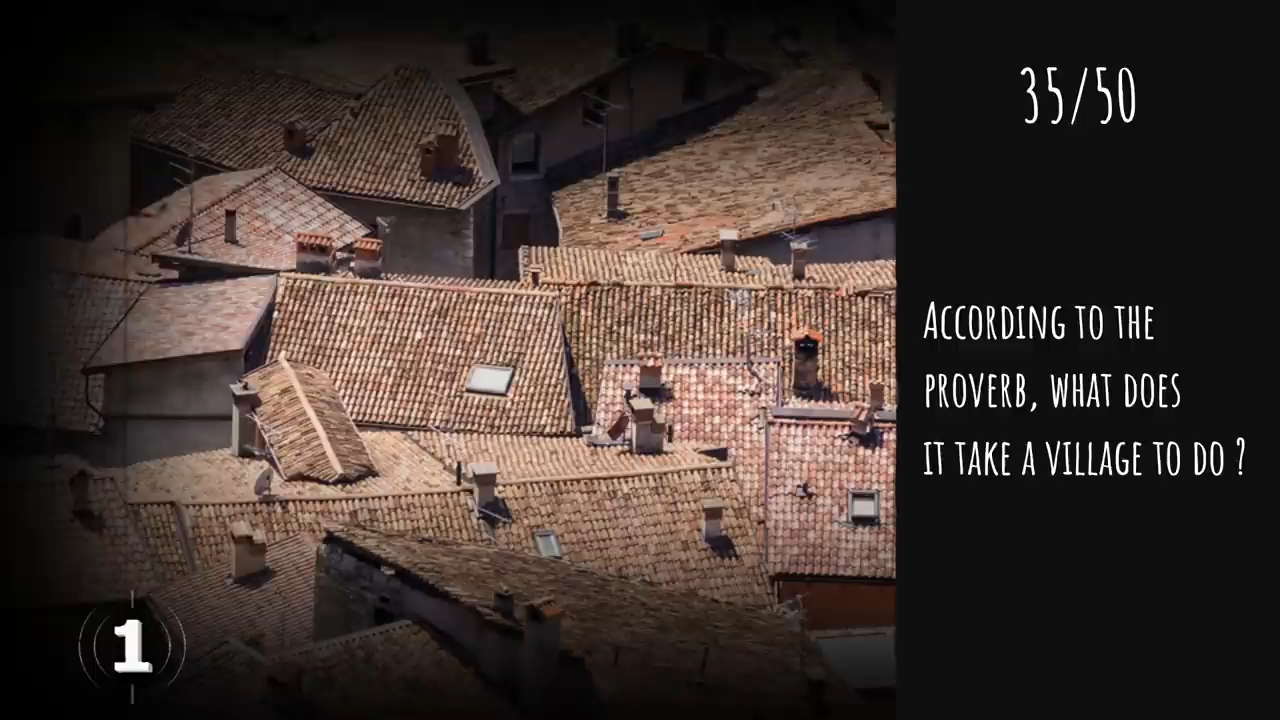 35/50
According to the
proverb, what does
it take a village to do ?
1